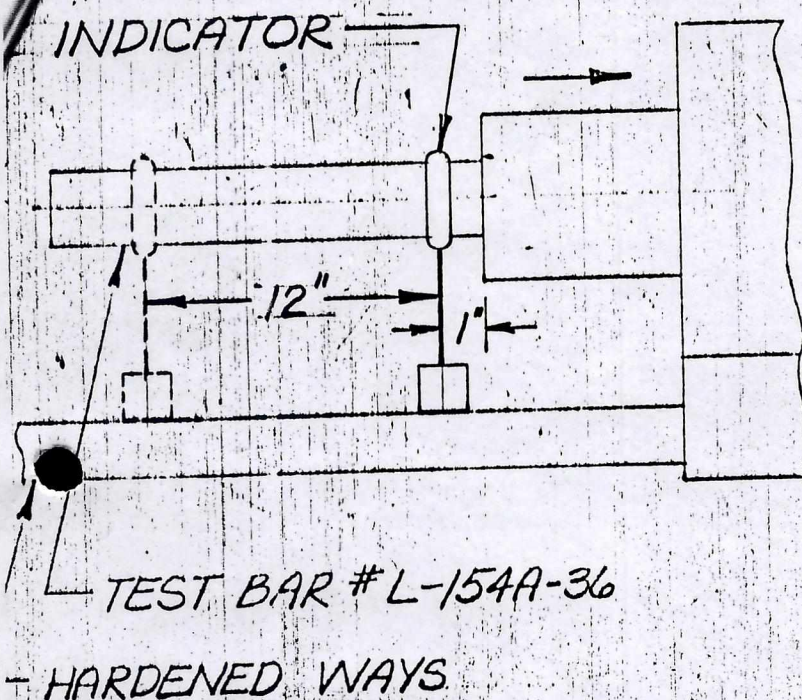 INDICATOR
12"
1"
TEST BAR # L-154A-36
- HARDENED WAYS